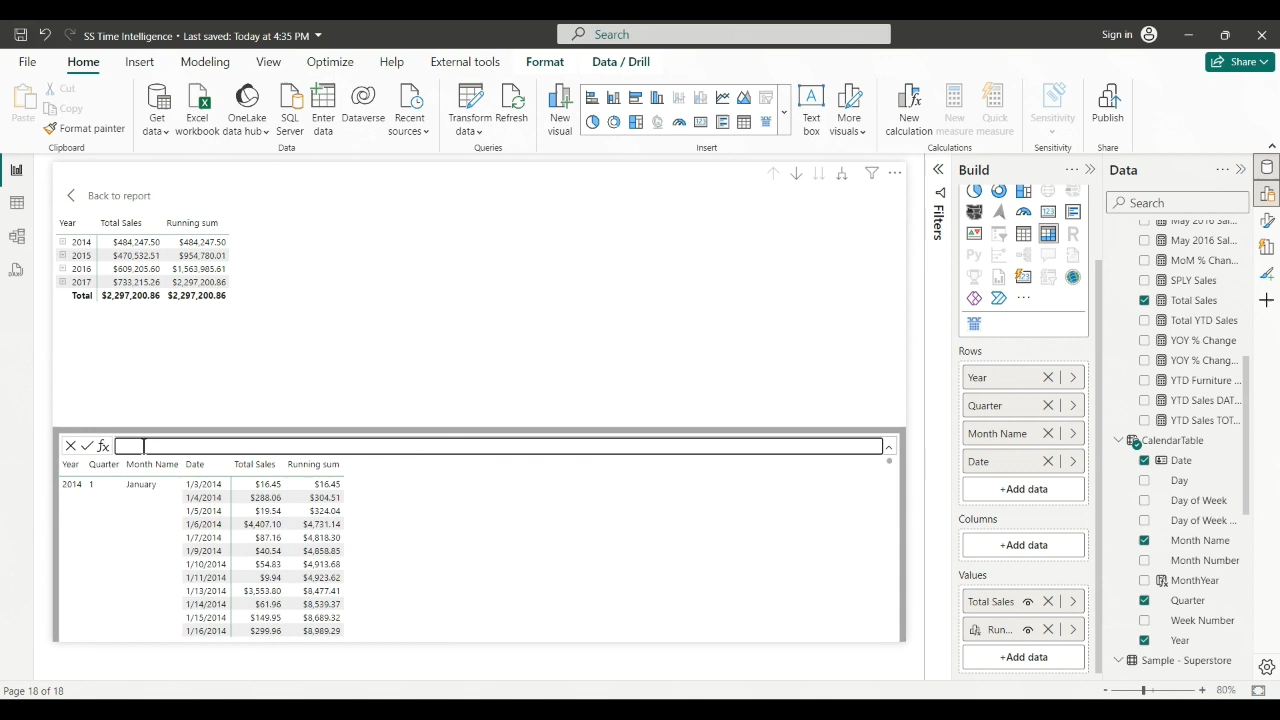 SS Time Intelligence • Last saved: Today at 4:35 PM
Search
Sign in
File Home Insert Modeling View Optimize Help External tools Format Data / Drill
Share
Paste
Cut
Copy
Format painter
Get data
Excel workbook
OneLake data hub
SQL Server
Enter data
Dataverse
Recent sources
Transform data
Refresh
New visual
Text box
More visuals
New calculation
New measure
Quick measure
Sensitivity
Publish
Clipboard
Data
Queries
Insert
Calculations
Sensitivity
Share
Back to report
Year Total Sales Running sum
2014 $484,247.50 $484,247.50
2015 $470,532.51 $954,780.01
2016 $609,205.60 $1,563,985.61
2017 $733,215.26 $2,297,200.86
Total $2,297,200.86 $2,297,200.86
fx
Year Quarter Month Name Date Total Sales Running sum
2014 1 January 1/3/2014 $16.45 $16.45
1/4/2014 $288.06 $304.51
1/5/2014 $19.54 $324.04
1/6/2014 $4,407.10 $4,731.14
1/7/2014 $87.16 $4,818.30
1/9/2014 $40.54 $4,858.85
1/10/2014 $54.83 $4,913.68
1/11/2014 $9.94 $4,923.62
1/13/2014 $3,553.80 $8,477.41
1/14/2014 $61.96 $8,539.37
1/15/2014 $149.95 $8,689.32
1/16/2014 $299.96 $8,989.29
Filters
Build
Rows
Year
Quarter
Month Name
Date
+Add data
Columns
+Add data
Values
Total Sales
Run...
+Add data
Data
Search
May 2016 Sal...
May 2016 Sal...
MoM % Chan...
SPLY Sales
Total Sales
Total YTD Sales
YOY % Change
YOY % Chang...
YTD Furniture ...
YTD Sales DAT...
YTD Sales TOT...
CalendarTable
Date
Day
Day of Week
Day of Week ...
Month Name
Month Number
MonthYear
Quarter
Week Number
Year
Sample - Superstore
Page 18 of 18
80%